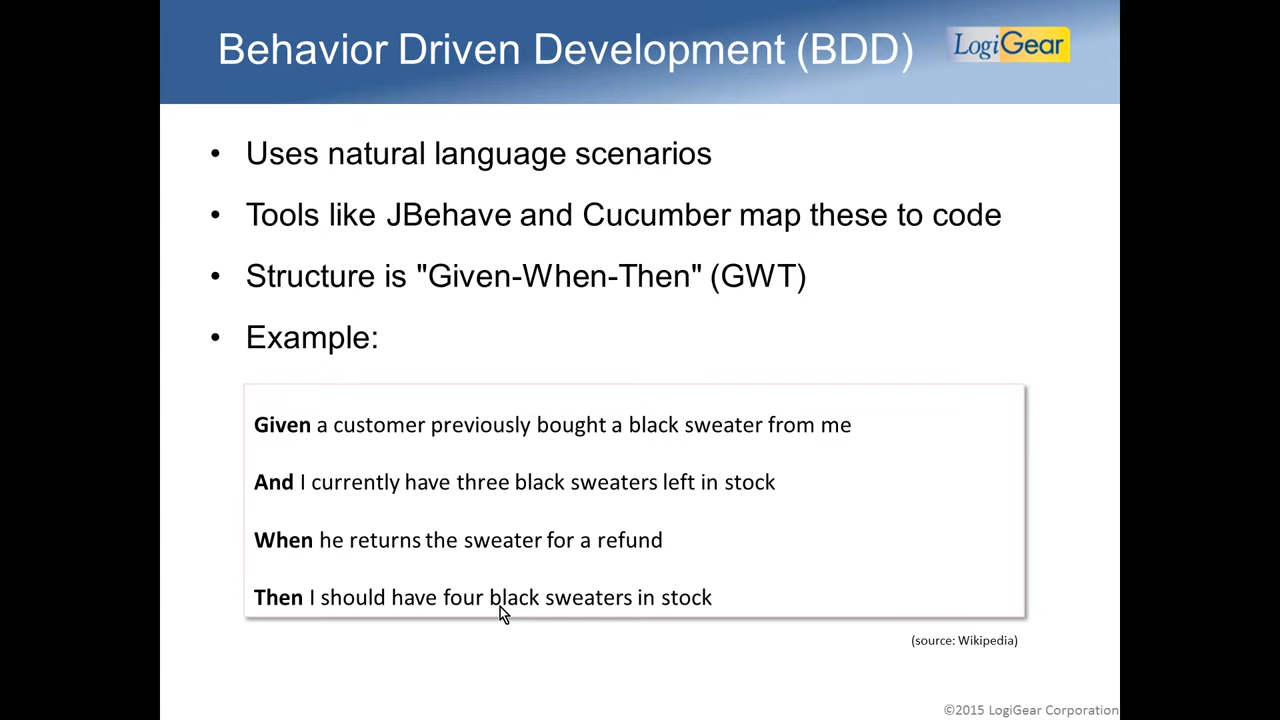 Behavior Driven Development (BDD)
LogiGear
• Uses natural language scenarios
• Tools like JBehave and Cucumber map these to code
• Structure is "Given-When-Then" (GWT)
• Example:
Given a customer previously bought a black sweater from me
And I currently have three black sweaters left in stock
When he returns the sweater for a refund
Then I should have four black sweaters in stock
(source: Wikipedia)
©2015 LogiGear Corporation